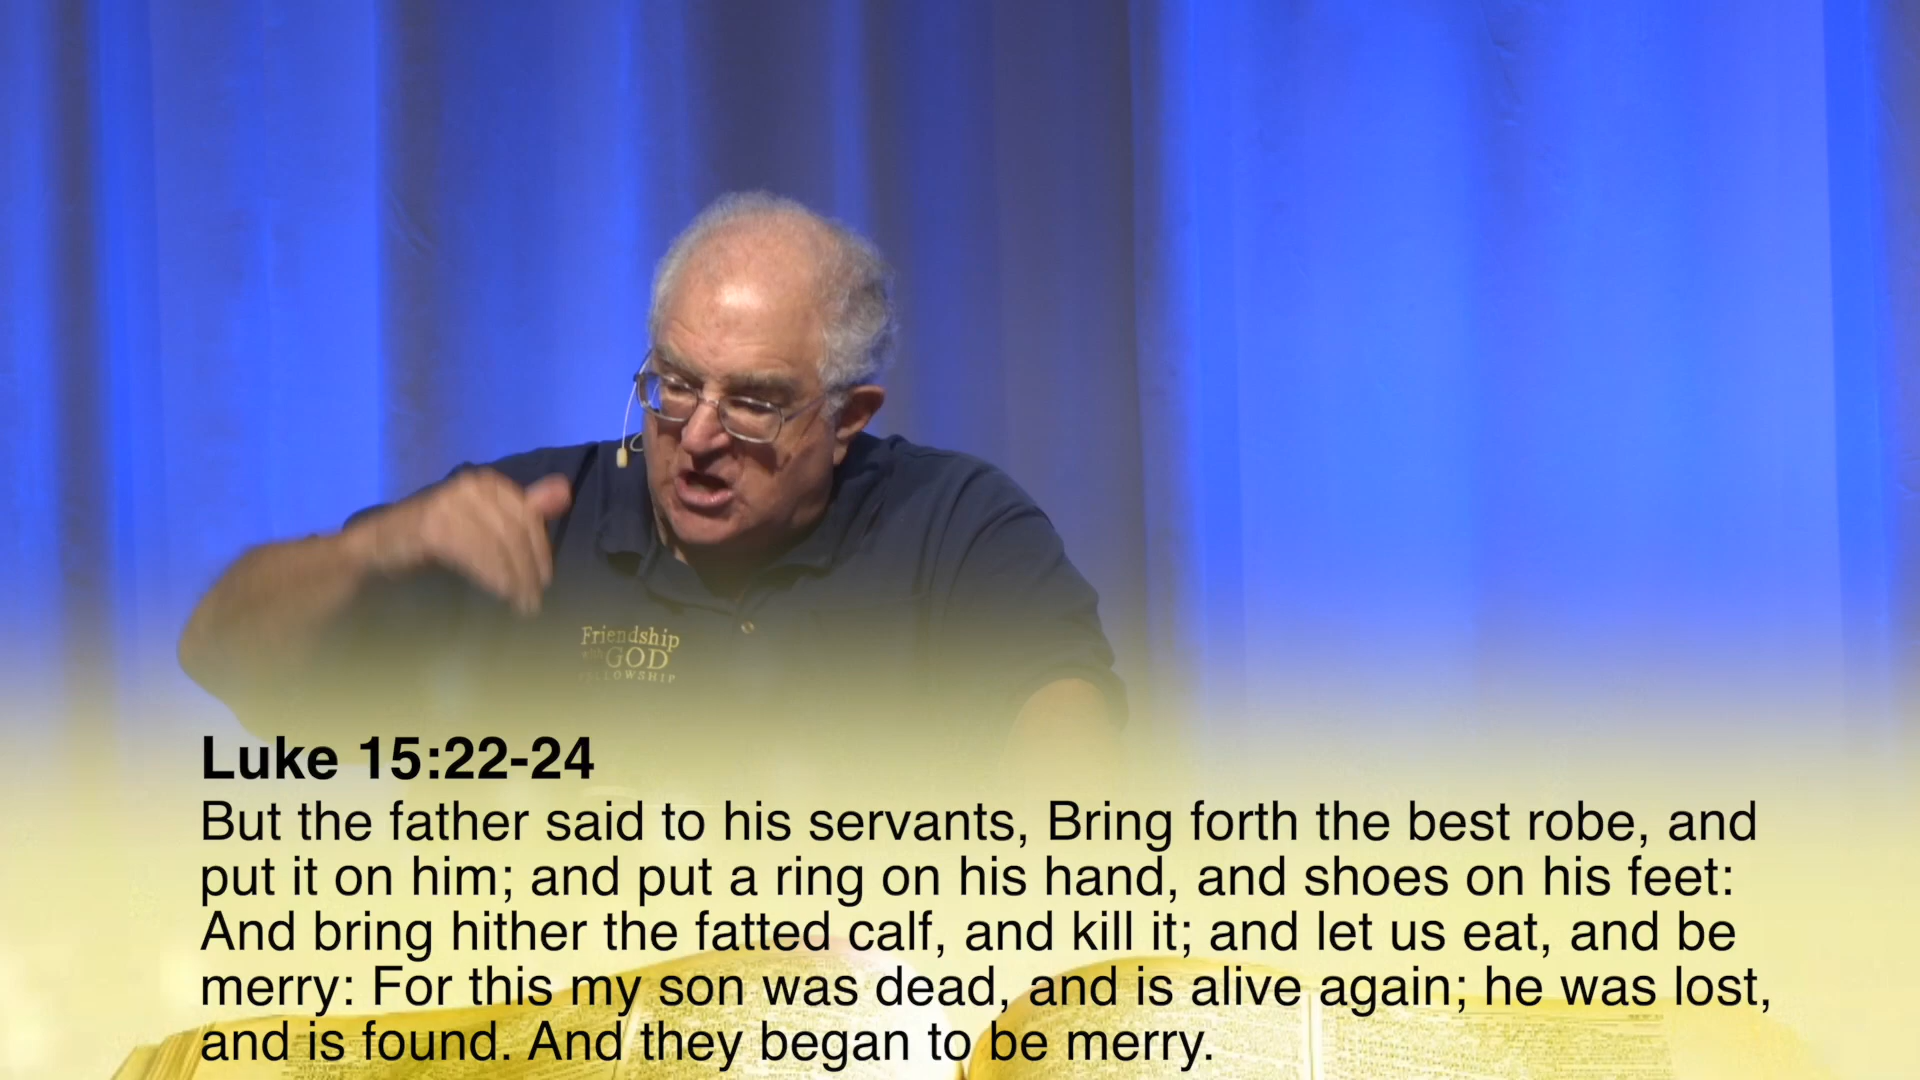 Friendship
with GOD
FELLOWSHIP
Luke 15:22-24
But the father said to his servants, Bring forth the best robe, and
put it on him; and put a ring on his hand, and shoes on his feet:
And bring hither the fatted calf, and kill it; and let us eat, and be
merry: For this my son was dead, and is alive again; he was lost,
and is found. And they began to be merry.